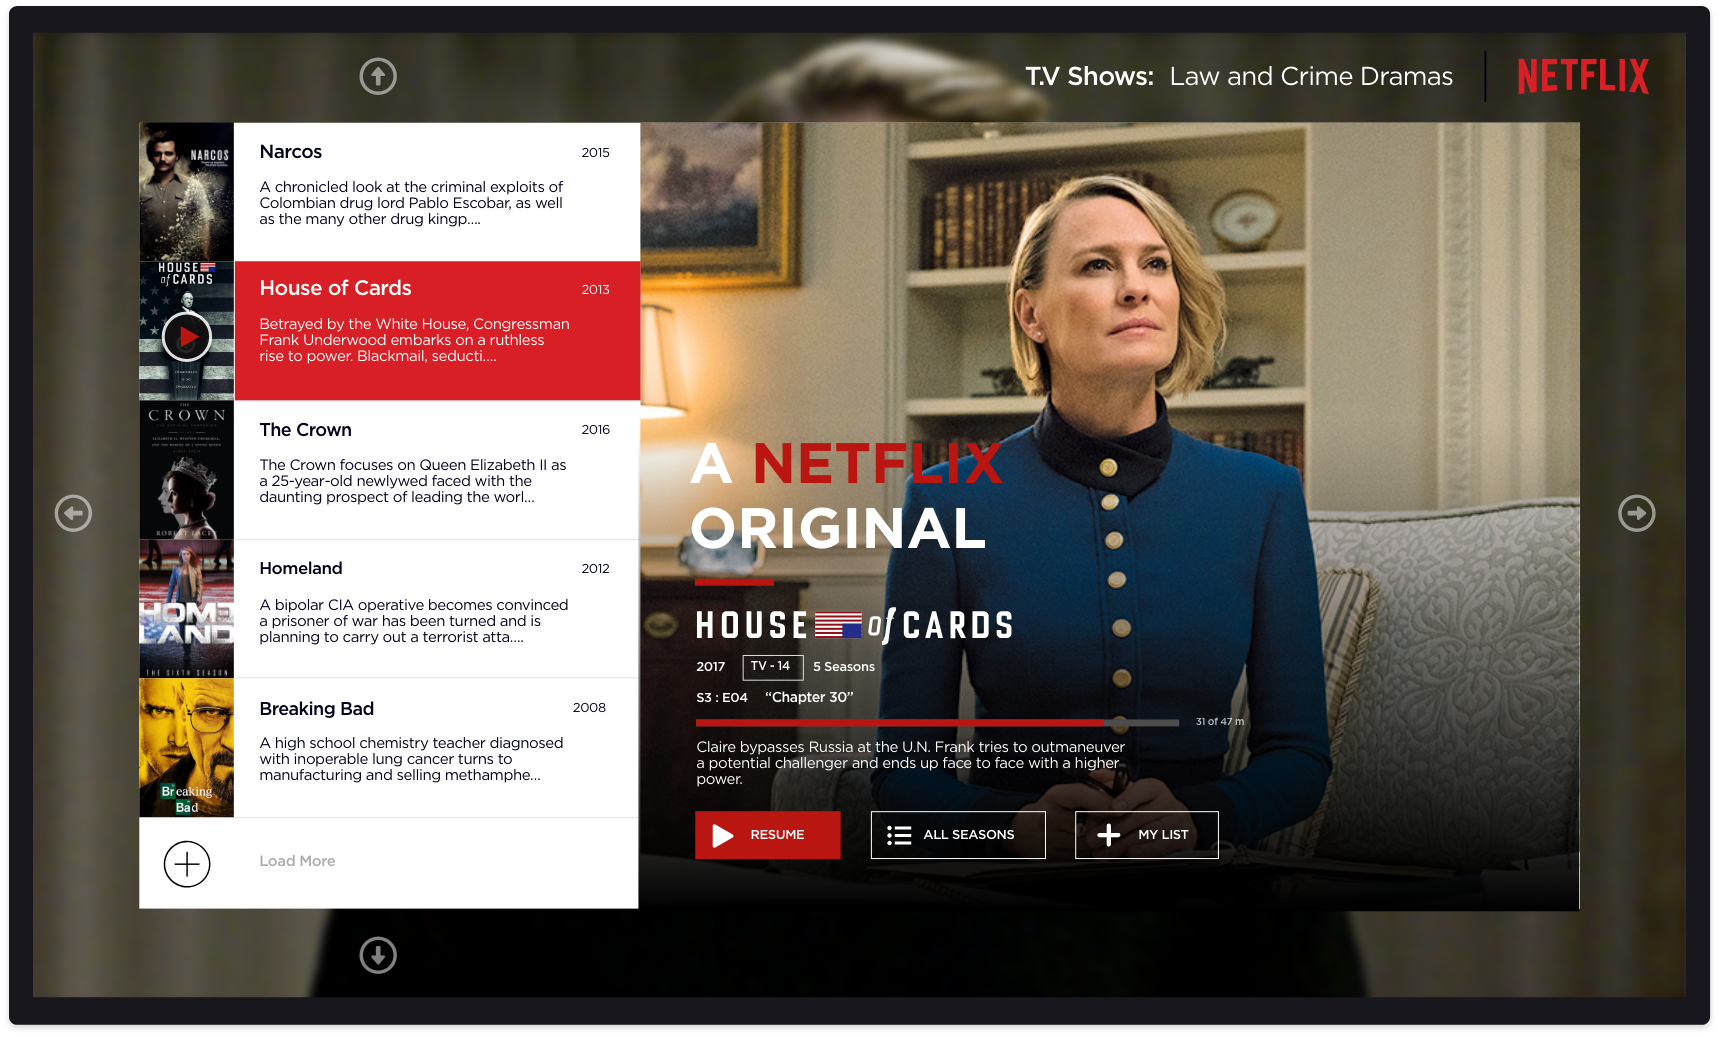 T.V Shows: Law and Crime Dramas
NETFLIX
NARCOS
Narcos
2015
A chronicled look at the criminal exploits of
Colombian drug lord Pablo Escobar, as well
as the many other drug kingp....
HOUSE
of CARDS
House of Cards
2013
Betrayed by the White House, Congressman
Frank Underwood embarks on a ruthless
rise to power. Blackmail, seducti....
THE
CROWN
The Crown
2016
The Crown focuses on Queen Elizabeth II as
a 25-year-old newlywed faced with the
daunting prospect of leading the worl...
ROBERT LACEY
HOME
LAND
THE SIXTH SEASON
Homeland
2012
A bipolar CIA operative becomes convinced
a prisoner of war has been turned and is
planning to carry out a terrorist atta....
Breaking
Bad
Breaking Bad
2008
A high school chemistry teacher diagnosed
with inoperable lung cancer turns to
manufacturing and selling methamphe...
Load More
A NETFLIX
ORIGINAL
HOUSE of CARDS
2017 TV - 14 5 Seasons
S3 : E04 “Chapter 30”
31 of 47 m
Claire bypasses Russia at the U.N. Frank tries to outmaneuver
a potential challenger and ends up face to face with a higher
power.
RESUME
ALL SEASONS
MY LIST